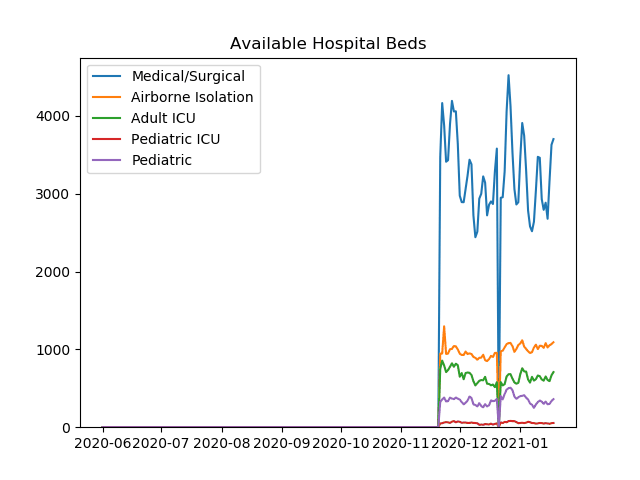 Available Hospital Beds
Medical/Surgical
Airborne Isolation
Adult ICU
Pediatric ICU
Pediatric
4000
3000
2000
1000
0
2020-06 2020-07 2020-08 2020-09 2020-10 2020-11 2020-12 2021-01